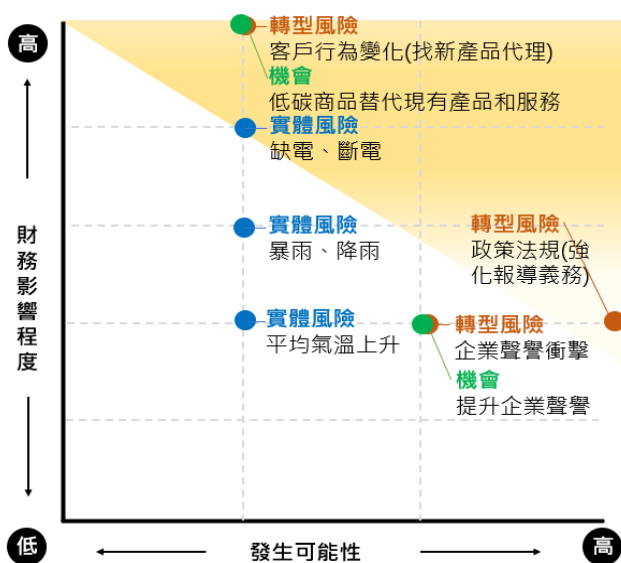 高
轉型風險
客戶行為變化(找新產品代理)
機會
低碳商品替代現有產品和服務
實體風險
缺電、斷電
實體風險
暴雨、降雨
轉型風險
政策法規(強
化報導義務)
財務影響程度
實體風險
平均氣溫上升
轉型風險
企業聲譽衝擊
機會
提升企業聲譽
低
發生可能性
高